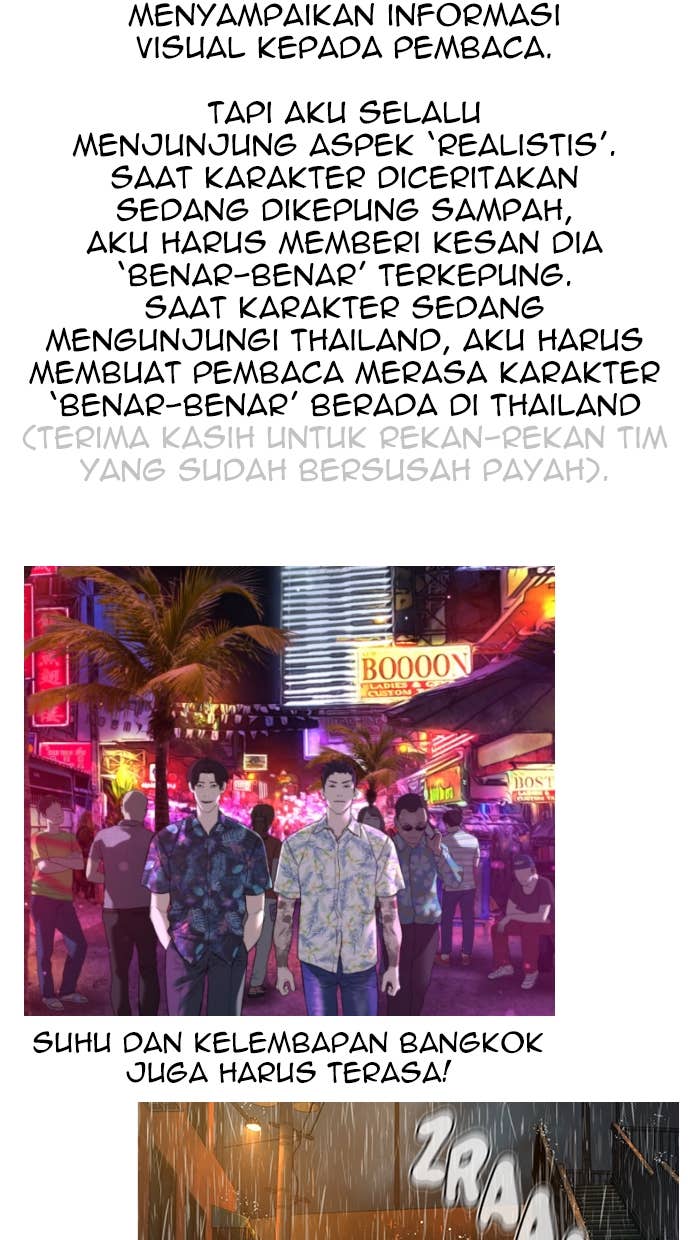 MENYAMPAIKAN INFORMASI
VISUAL KEPADA PEMBACA.
TAPI AKU SELALU
MENJUNJUNG ASPEK 'REALISTIS'.
SAAT KARAKTER DICERITAKAN
SEDANG DIKEPUNG SAMPAH,
AKU HARUS MEMBERI KESAN DIA
'BENAR-BENAR' TERKEPUNG.
SAAT KARAKTER SEDANG
MENGUNJUNGI THAILAND, AKU HARUS
MEMBUAT PEMBACA MERASA KARAKTER
'BENAR-BENAR' BERADA DI THAILAND
(TERIMA KASIH UNTUK REKAN-REKAN TIM
YANG SUDAH BERSUSAH PAYAH).
BOOOON
LADIES &
CUSTOM
BOST
SUHU DAN KELEMBAPAN BANGKOK
JUGA HARUS TERASA!
ZRAA